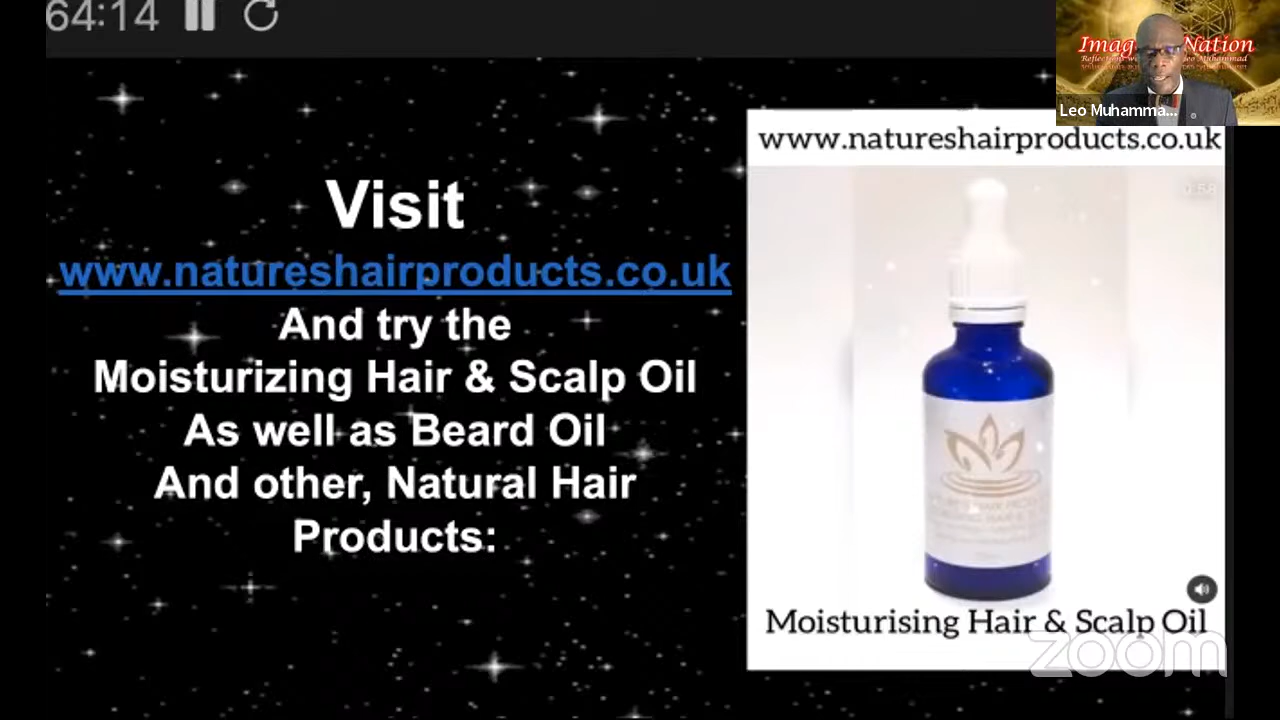 64:14
Nation
Leo Muhamma...
www.natureshairproducts.co.uk
Visit
www.natureshairproducts.co.uk
And try the
Moisturizing Hair & Scalp Oil
As well as Beard Oil
And other, Natural Hair
Products:
Moisturising Hair & Scalp Oil
zoom